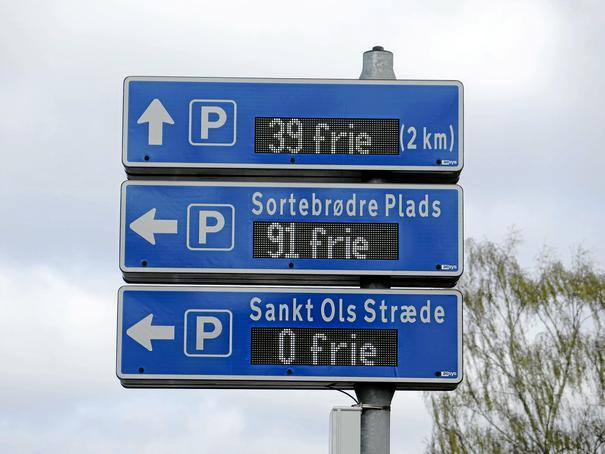 P 39 frie (2 km)
Sortebrødre Plads
P 91 frie
Sankt Ols Stræde
P 0 frie